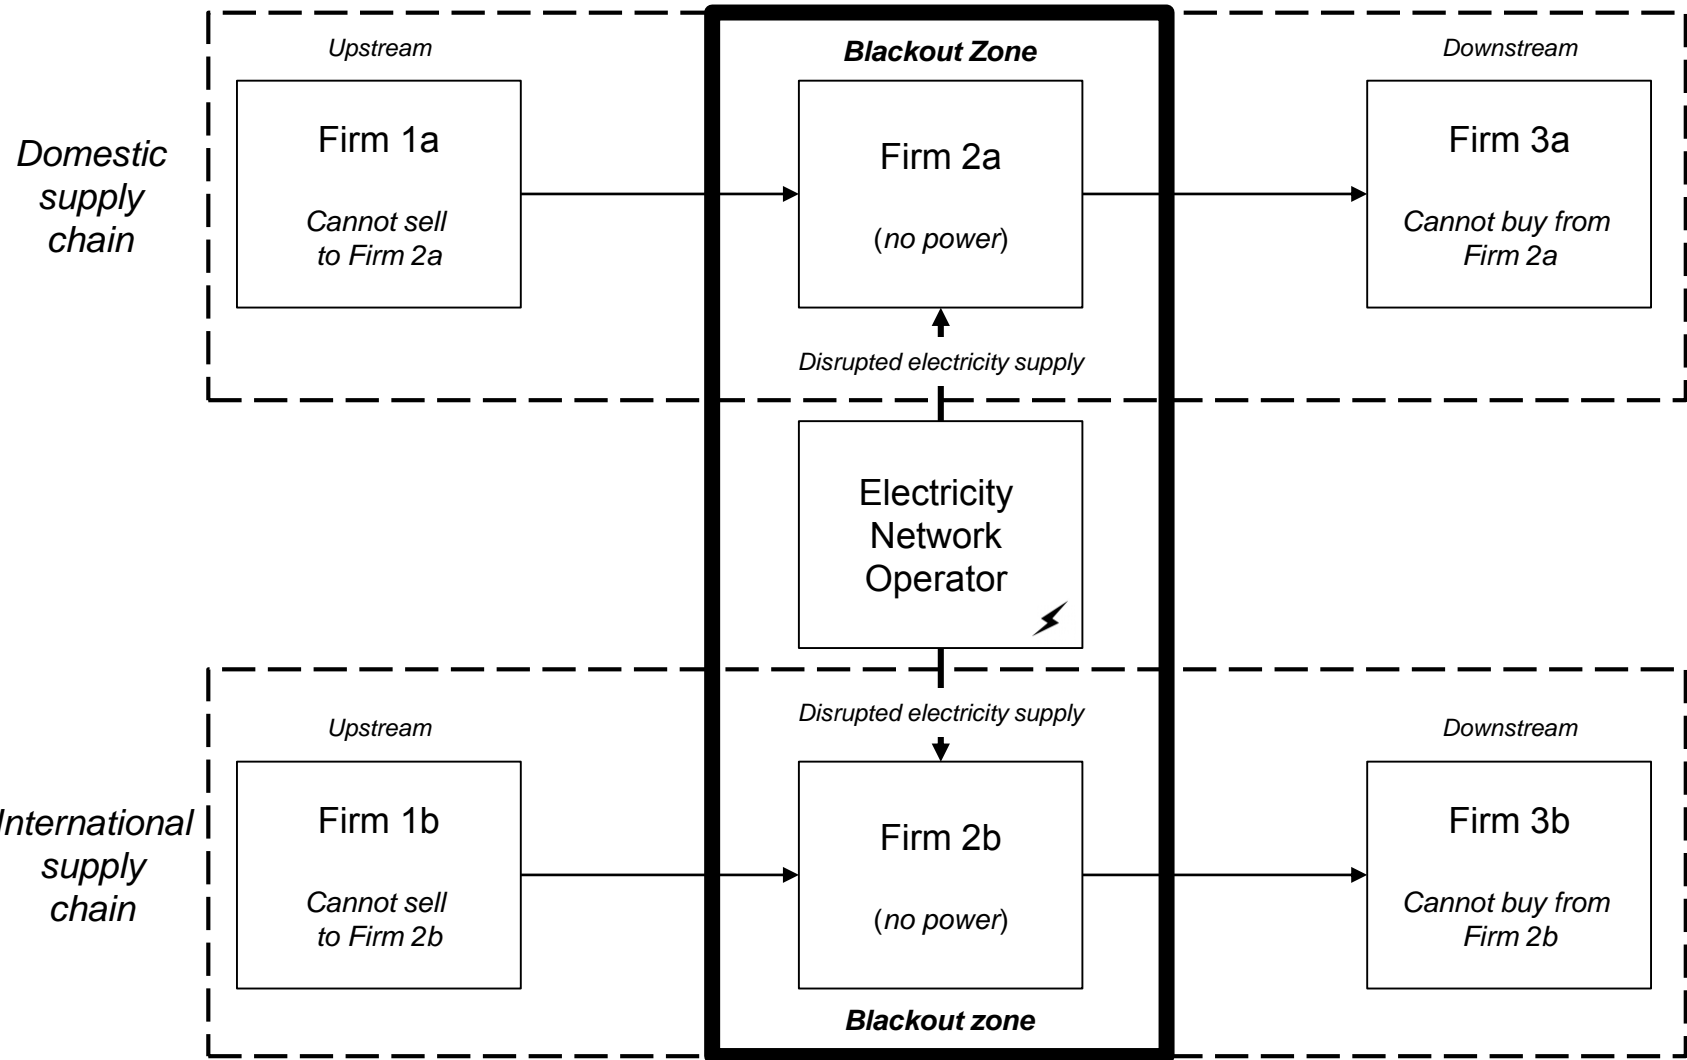 Upstream
Blackout Zone
Downstream
Domestic
supply
chain
Firm 1a
Cannot sell
to Firm 2a
Firm 2a
(no power)
Firm 3a
Cannot buy from
Firm 2a
Disrupted electricity supply
Electricity
Network
Operator
Disrupted electricity supply
Upstream
Downstream
International
supply
chain
Firm 1b
Cannot sell
to Firm 2b
Firm 2b
(no power)
Firm 3b
Cannot buy from
Firm 2b
Blackout zone